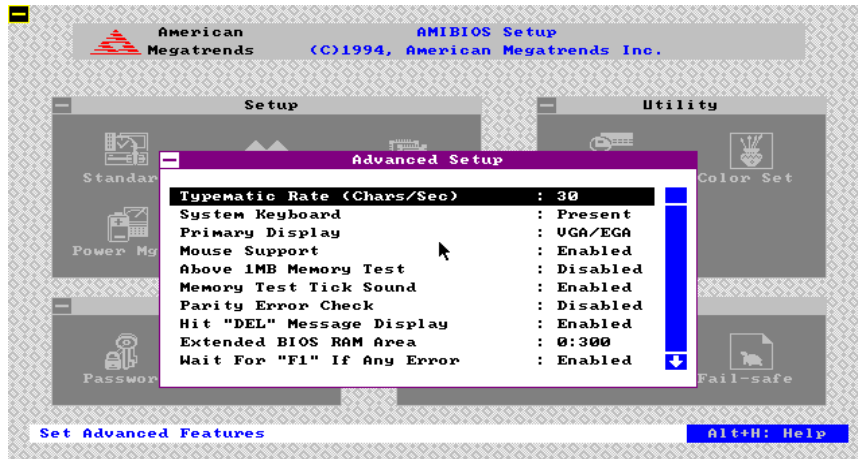 American
Megatrends
AMIBIOS Setup
(C)1994, American Megatrends Inc.
Setup
Utility
Advanced Setup
Standar
Color Set
Typematic Rate (Chars/Sec) : 30
System Keyboard : Present
Primary Display : VGA/EGA
Power Mg
Mouse Support : Enabled
Above 1MB Memory Test : Disabled
Memory Test Tick Sound : Enabled
Parity Error Check : Disabled
Hit "DEL" Message Display : Enabled
Extended BIOS RAM Area : 0:300
Wait For "F1" If Any Error : Enabled
Passwor
Fail-safe
Set Advanced Features
Alt+H: Help